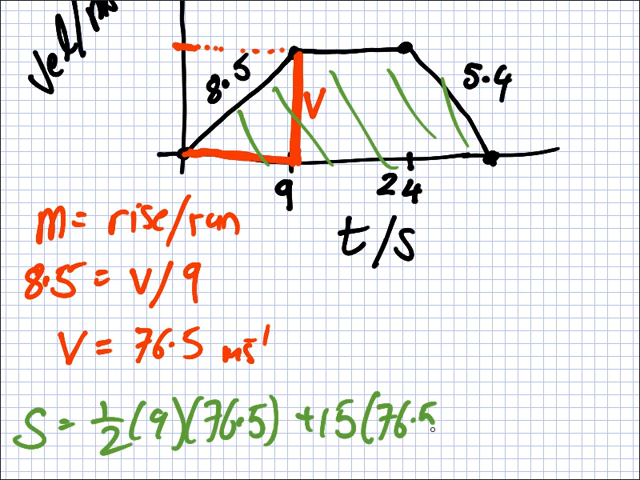 vel/ms
8.5
V
5.4
9
24
t/s
m = rise/run
8.5 = V/9
V = 76.5 ms'
S = 1/2 (9)(76.5) + 15(76.5